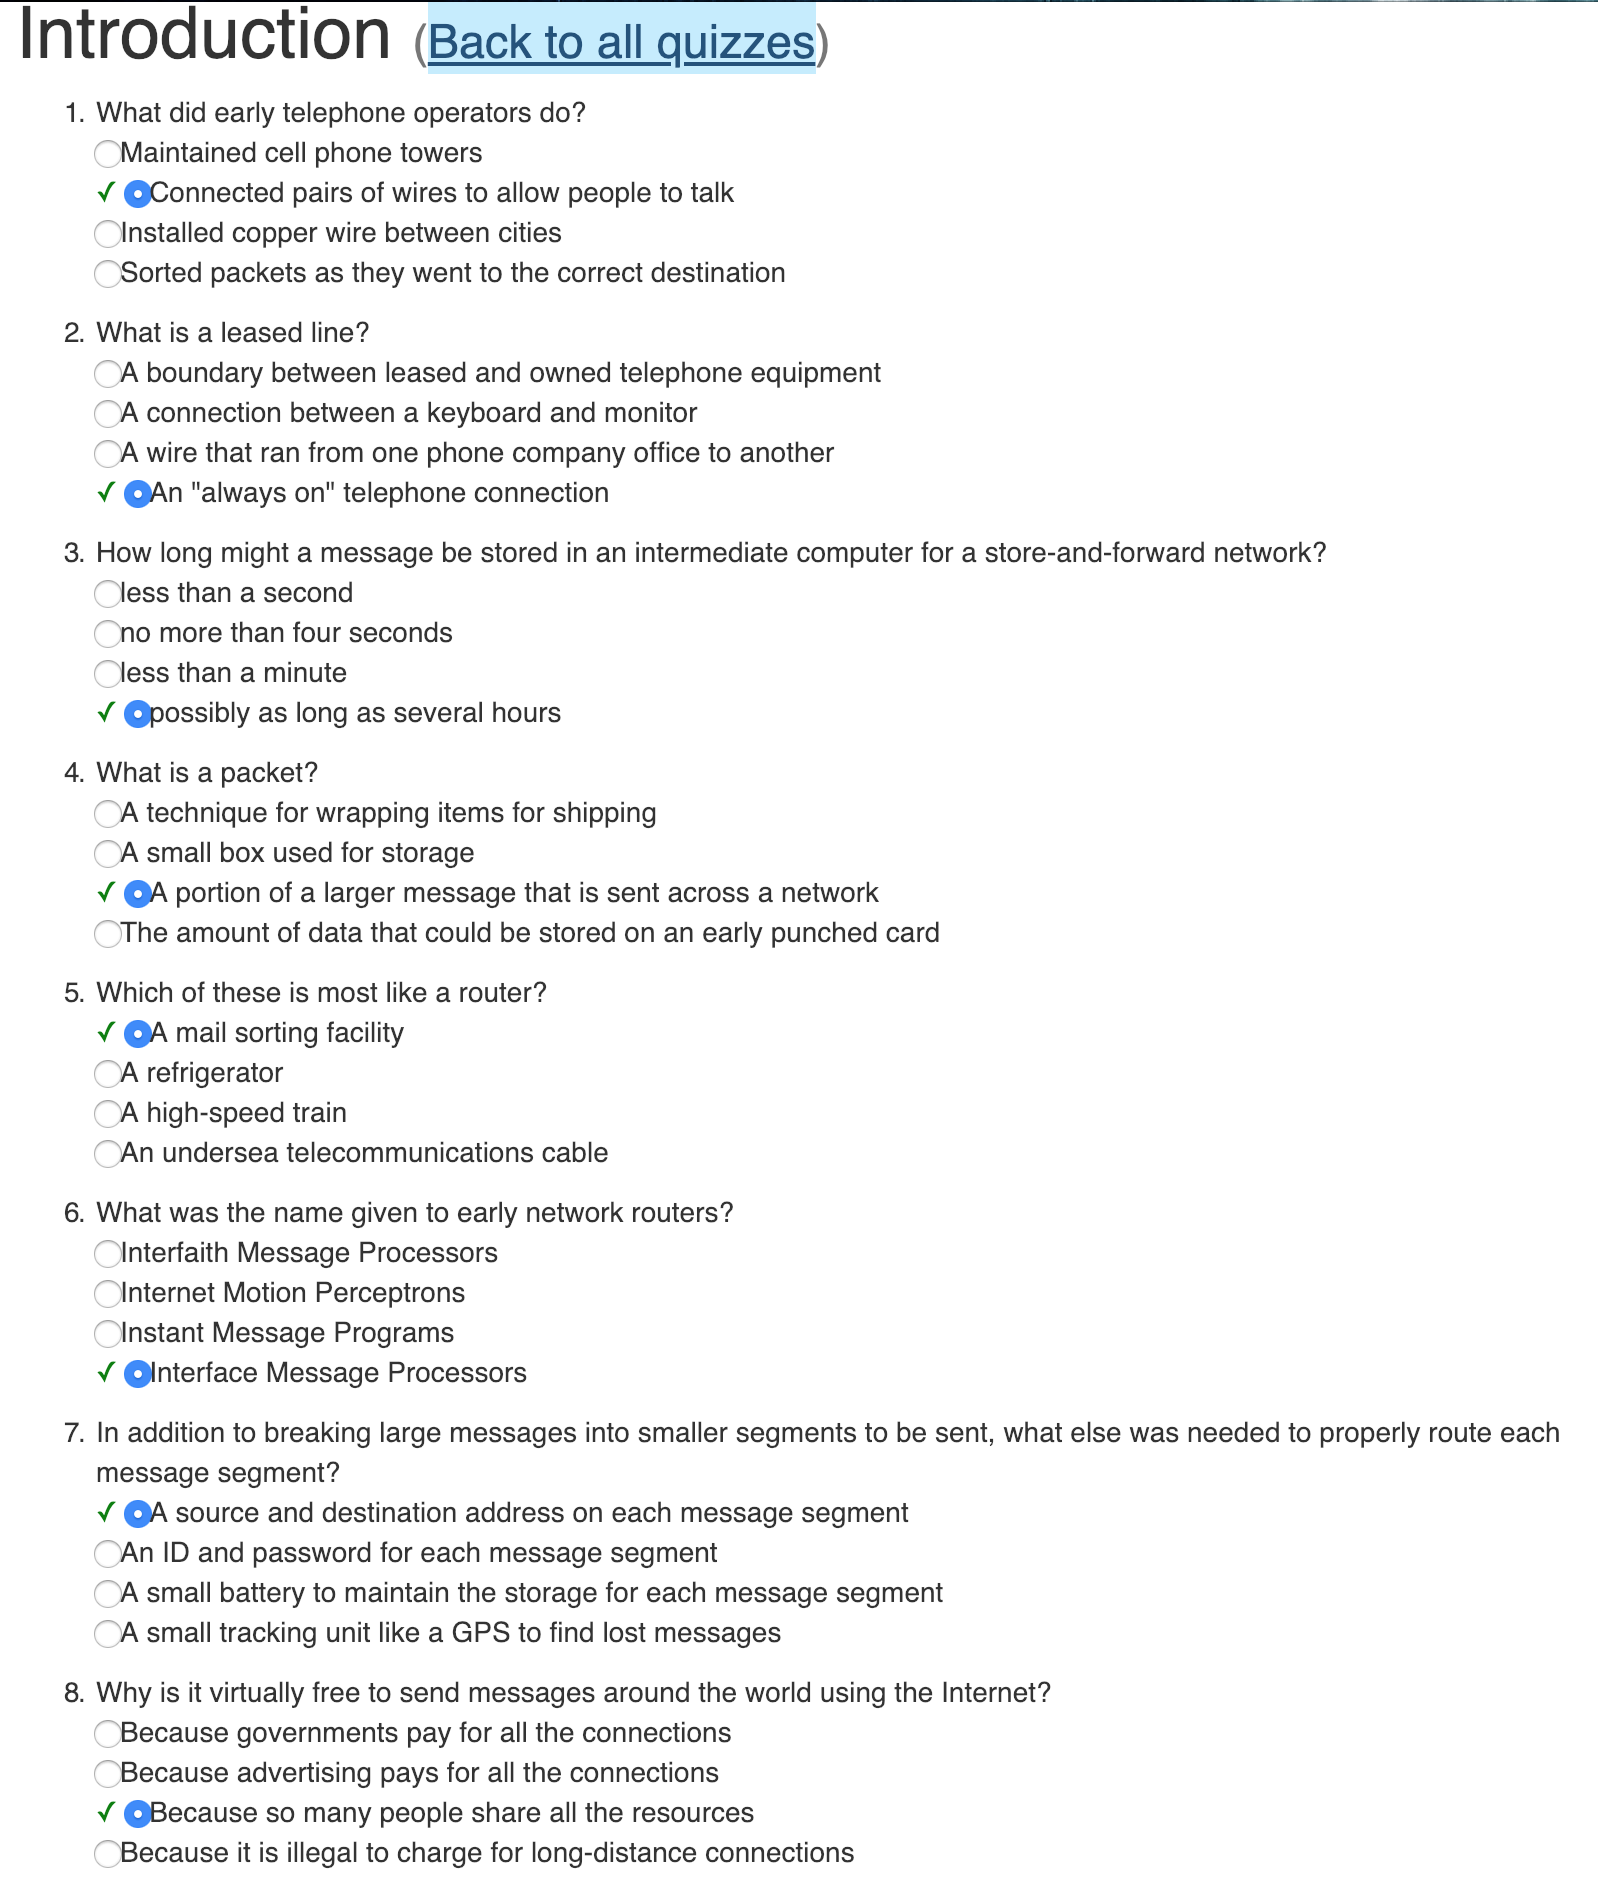 Introduction (Back to all quizzes)
1. What did early telephone operators do?
Maintained cell phone towers
✓ Connected pairs of wires to allow people to talk
Installed copper wire between cities
Sorted packets as they went to the correct destination
2. What is a leased line?
A boundary between leased and owned telephone equipment
A connection between a keyboard and monitor
A wire that ran from one phone company office to another
✓ An "always on" telephone connection
3. How long might a message be stored in an intermediate computer for a store-and-forward network?
less than a second
no more than four seconds
less than a minute
✓ possibly as long as several hours
4. What is a packet?
A technique for wrapping items for shipping
A small box used for storage
✓ A portion of a larger message that is sent across a network
The amount of data that could be stored on an early punched card
5. Which of these is most like a router?
✓ A mail sorting facility
A refrigerator
A high-speed train
An undersea telecommunications cable
6. What was the name given to early network routers?
Interfaith Message Processors
Internet Motion Perceptrons
Instant Message Programs
✓ Interface Message Processors
7. In addition to breaking large messages into smaller segments to be sent, what else was needed to properly route each
message segment?
✓ A source and destination address on each message segment
An ID and password for each message segment
A small battery to maintain the storage for each message segment
A small tracking unit like a GPS to find lost messages
8. Why is it virtually free to send messages around the world using the Internet?
Because governments pay for all the connections
Because advertising pays for all the connections
✓ Because so many people share all the resources
Because it is illegal to charge for long-distance connections